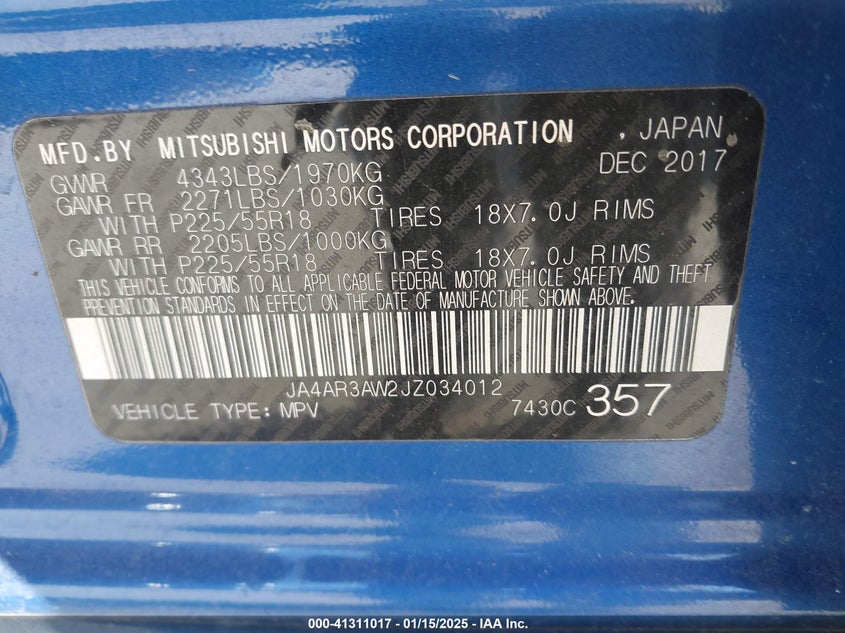 MFD.BY MITSUBISHI MOTORS CORPORATION , JAPAN
DEC 2017
GVWR 4343LBS/1970KG
GAWR FR 2271LBS/1030KG
WITH P225/55R18 TIRES 18X7.0J RIMS
GAWR RR 2205LBS/1000KG
WITH P225/55R18 TIRES 18X7.0J RIMS
THIS VEHICLE CONFORMS TO ALL APPLICABLE FEDERAL MOTOR VEHICLE SAFETY AND THEFT
PREVENTION STANDARDS IN EFFECT ON THE DATE OF MANUFACTURE SHOWN ABOVE.
JA4AR3AW2JZ034012
VEHICLE TYPE: MPV 7430C 357
000-41311017 - 01/15/2025 - IAA Inc.